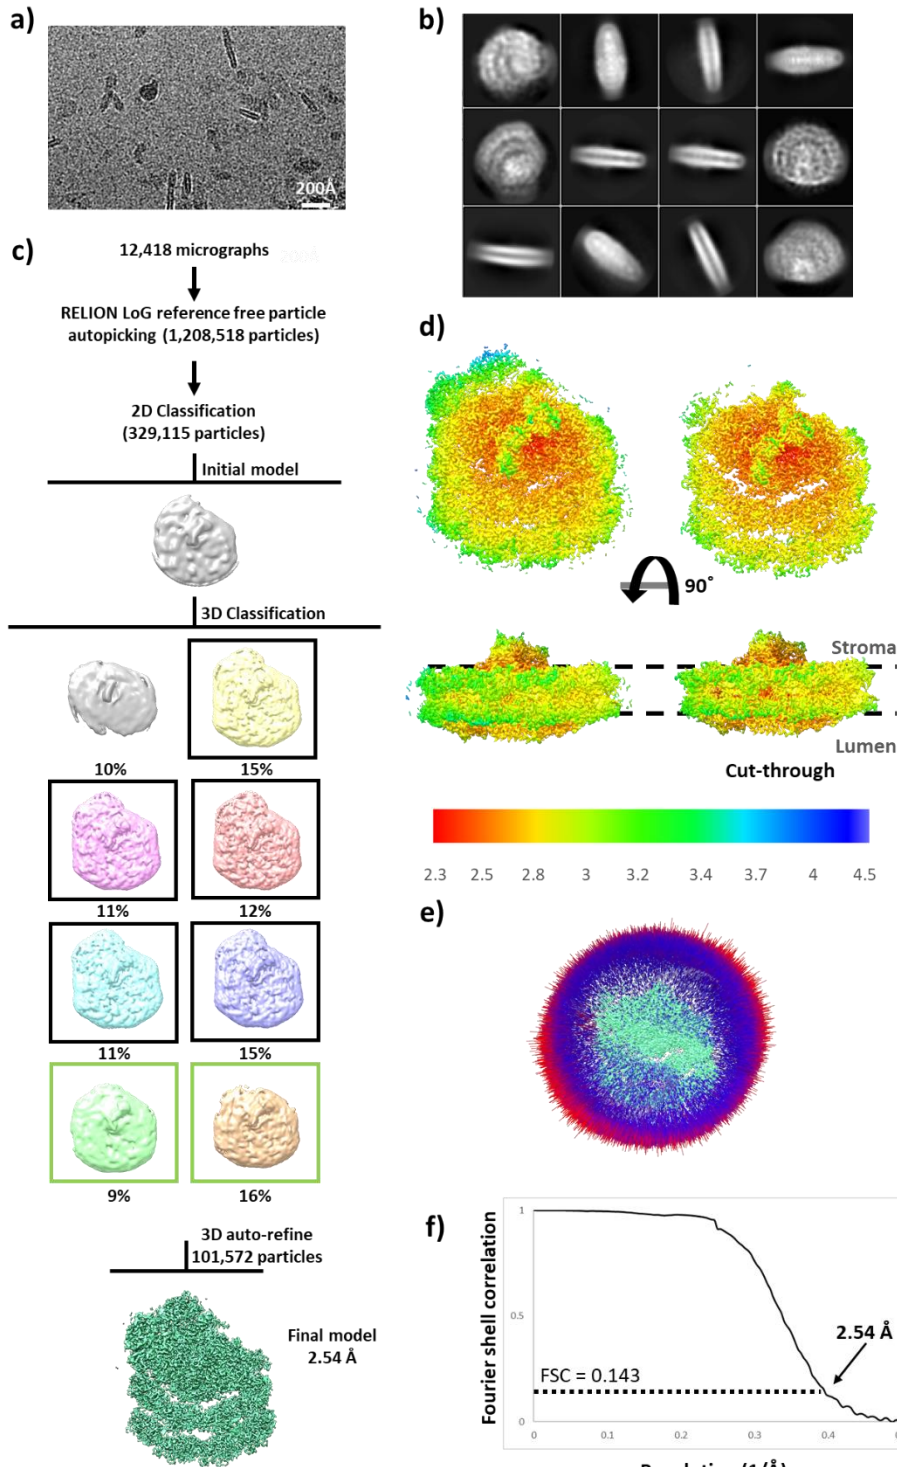 a)
200Å
b)
c)
12,418 micrographs
RELION LoG reference free particle
autopicking (1,208,518 particles)
2D Classification
(329,115 particles)
Initial model
3D Classification
10%
15%
11%
12%
11%
15%
9%
16%
3D auto-refine
101,572 particles
Final model
2.54 Å
d)
90°
Stroma
Lumen
Cut-through
2.3 2.5 2.8 3 3.2 3.4 3.7 4 4.5
e)
f)
Fourier shell correlation
1
0.5
0
2.54 Å
FSC = 0.143
0 0.1 0.2 0.3 0.4